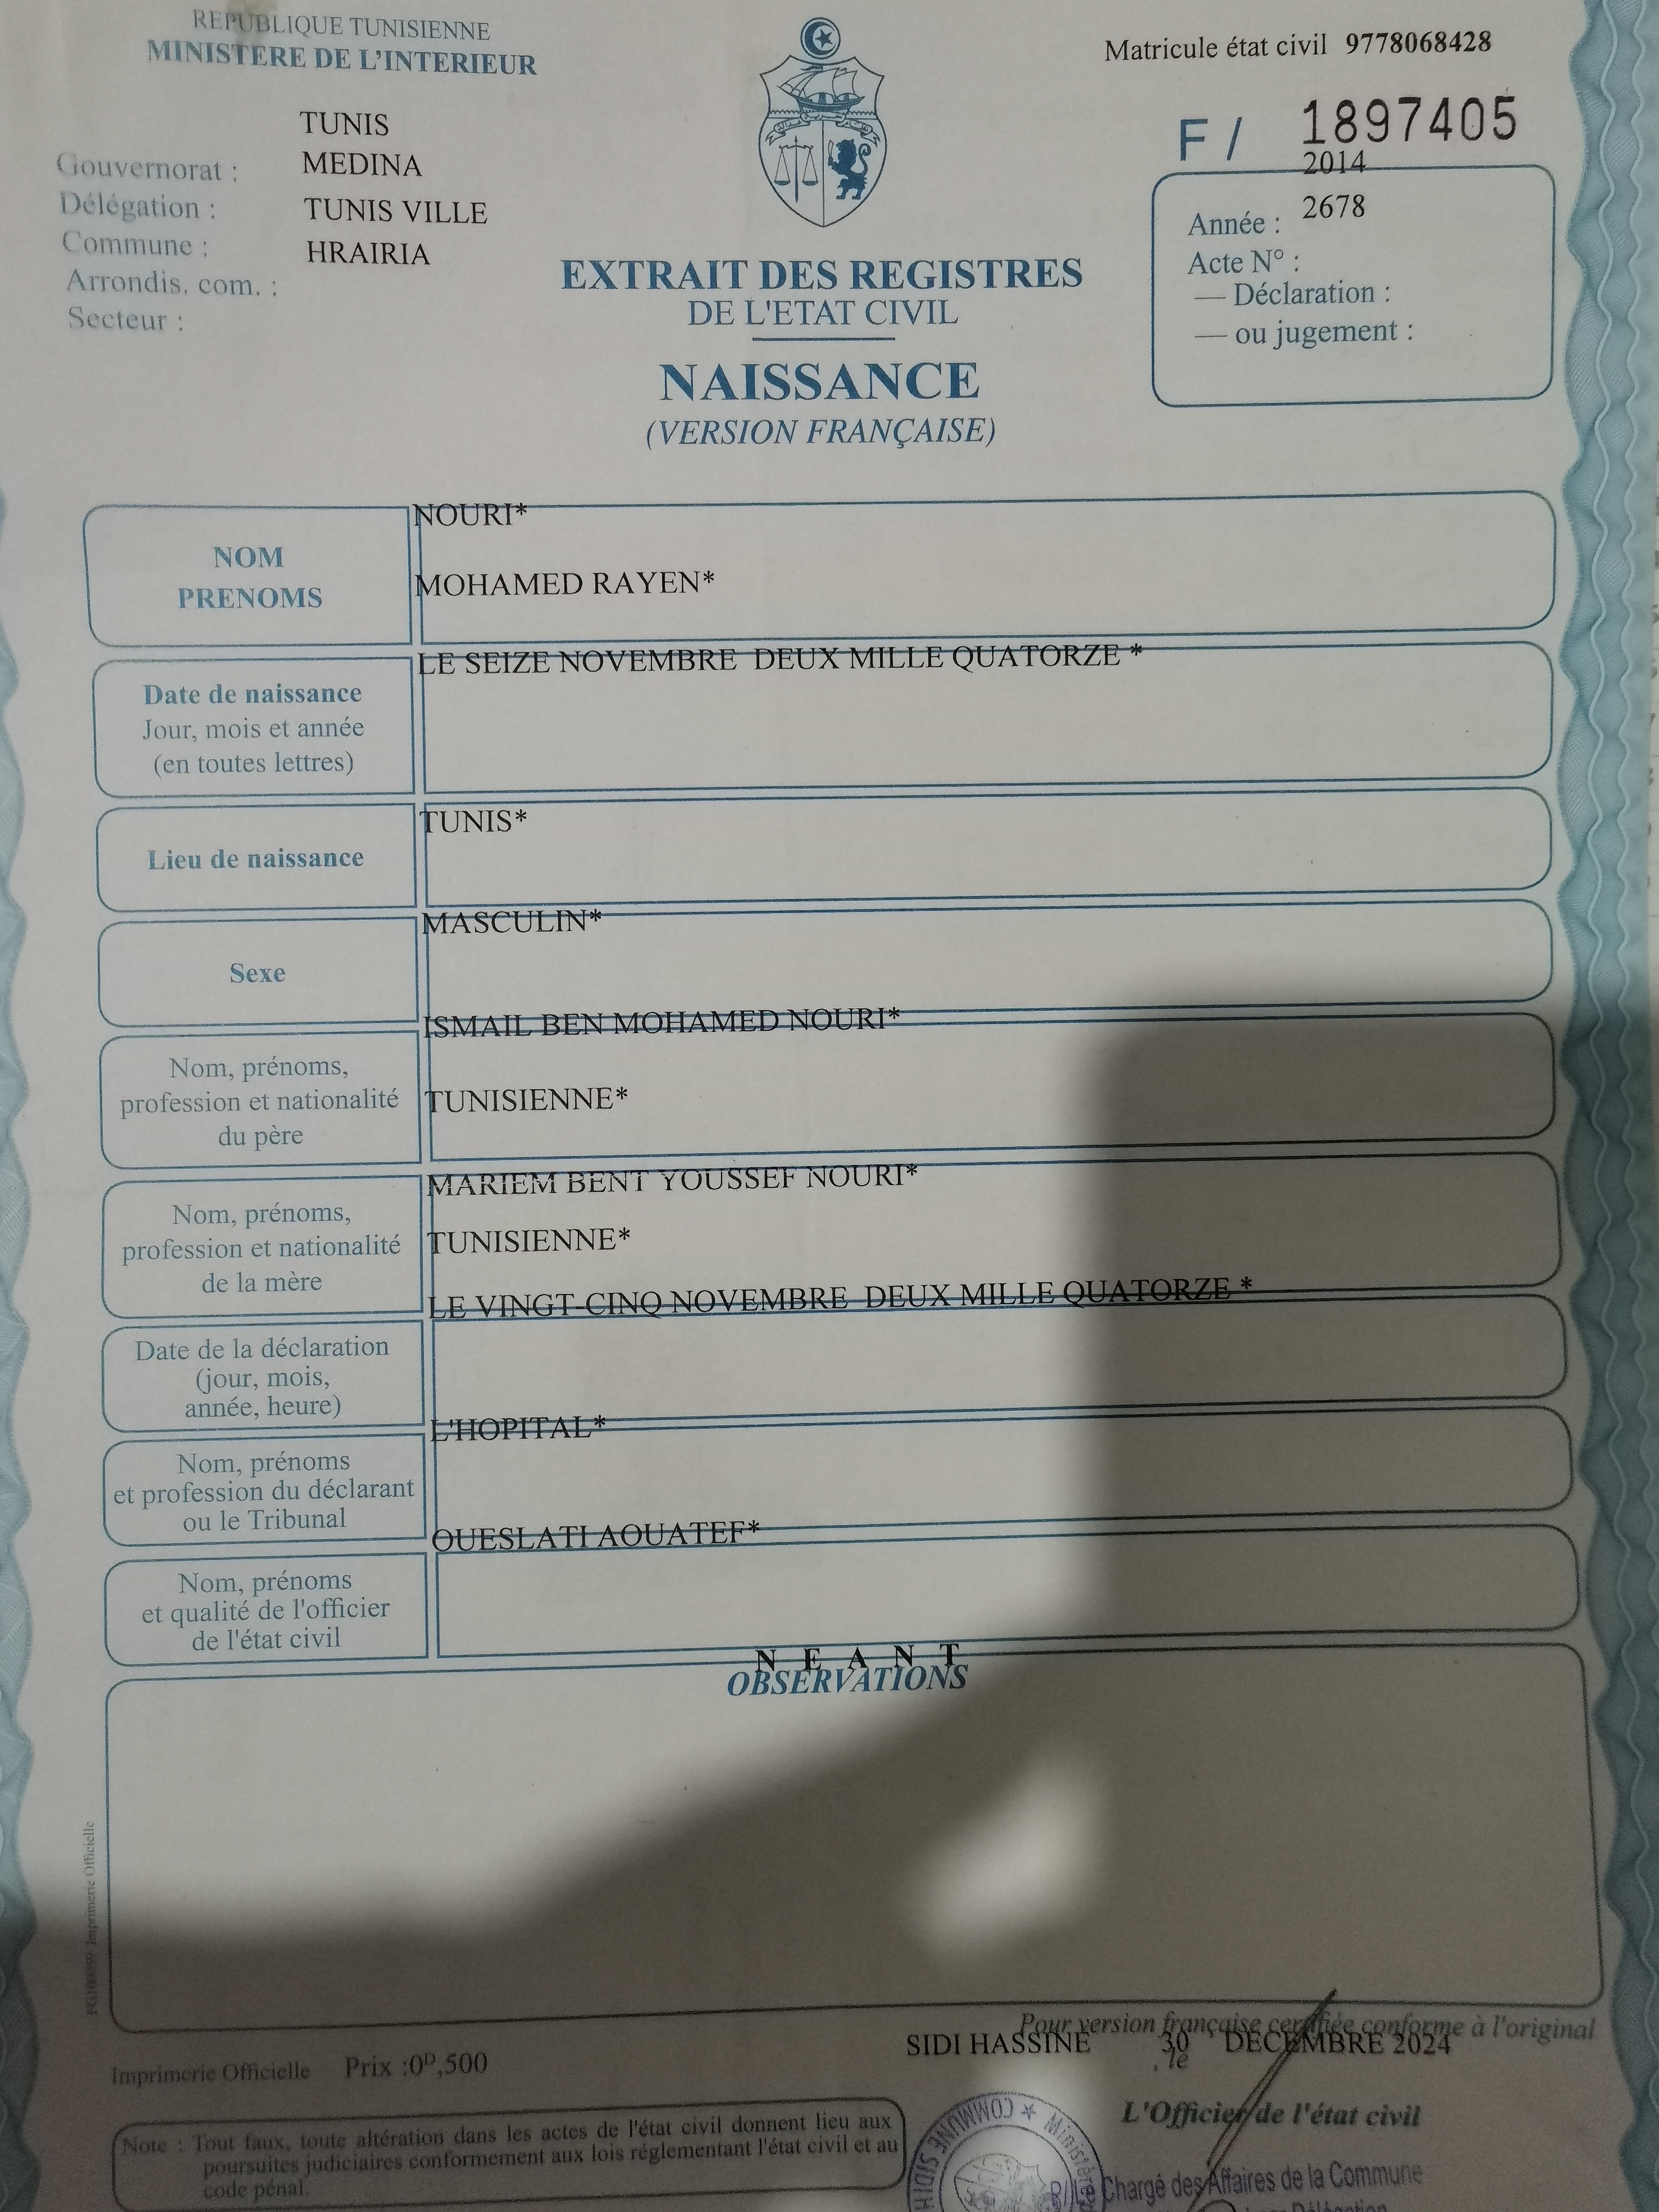 REPUBLIQUE TUNISIENNE
MINISTERE DE L'INTERIEUR
Matricule état civil 9778068428
F / 1897405
TUNIS
Gouvernorat : MEDINA
Délégation : TUNIS VILLE
Commune : HRAIRIA
Arrondis. com. :
Secteur :
2014
Année : 2678
Acte N° :
— Déclaration :
— ou jugement :
EXTRAIT DES REGISTRES
DE L'ETAT CIVIL
NAISSANCE
(VERSION FRANÇAISE)
NOM
PRENOMS
NOURI*
MOHAMED RAYEN*
Date de naissance
Jour, mois et année
(en toutes lettres)
LE SEIZE NOVEMBRE DEUX MILLE QUATORZE *
Lieu de naissance
TUNIS*
Sexe
MASCULIN*
Nom, prénoms,
profession et nationalité
du père
ISMAIL BEN MOHAMED NOURI*
TUNISIENNE*
Nom, prénoms,
profession et nationalité
de la mère
MARIEM BENT YOUSSEF NOURI*
TUNISIENNE*
Date de la déclaration
(jour, mois,
année, heure)
LE VINGT-CINQ NOVEMBRE DEUX MILLE QUATORZE *
Nom, prénoms
et profession du déclarant
ou le Tribunal
L'HOPITAL*
Nom, prénoms
et qualité de l'officier
de l'état civil
OUESLATI AOUATEF*
N E A N T
OBSERVATIONS
Imprimerie Officielle
Pour version française certifiée conforme à l'original
SIDI HASSINE 30 DECEMBRE 2024
, le
Imprimerie Officielle Prix :0ᴰ,500
L'Officier de l'état civil
Note : Tout faux, toute altération dans les actes de l'état civil donnent lieu aux
poursuites judiciaires conformement aux lois réglementant l'état civil et au
code pénal.
COMMUNE SIDI H
Ministère
P/ Le Chargé des Affaires de la Commune
Délégation